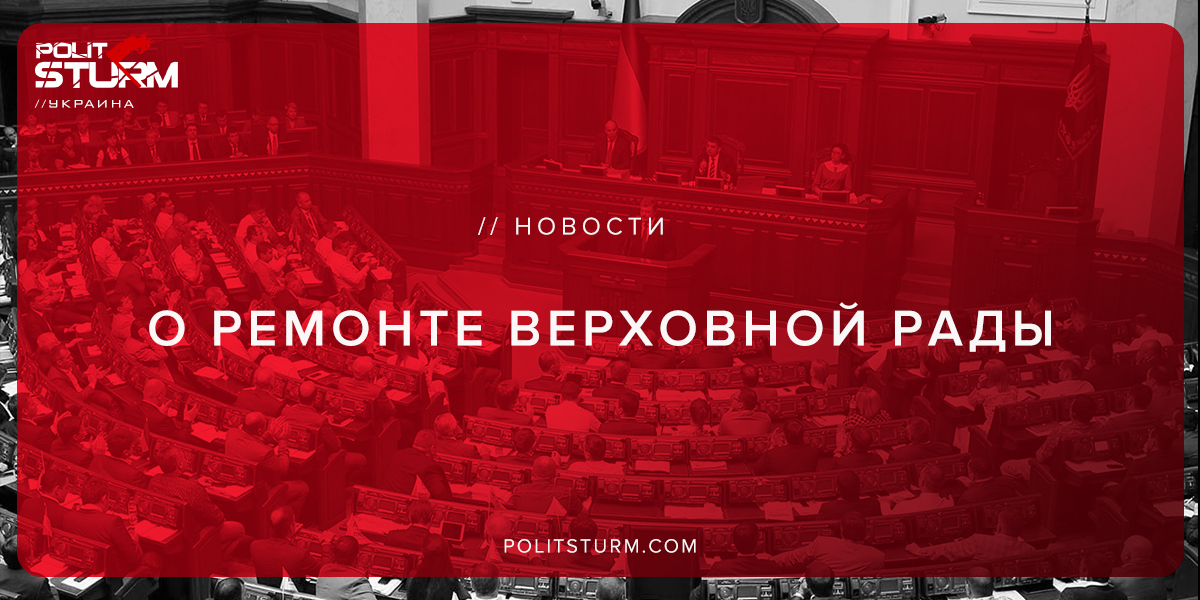 POLIT
STURM
//УКРАИНА
// НОВОСТИ
О РЕМОНТЕ ВЕРХОВНОЙ РАДЫ
POLITSTURM.COM